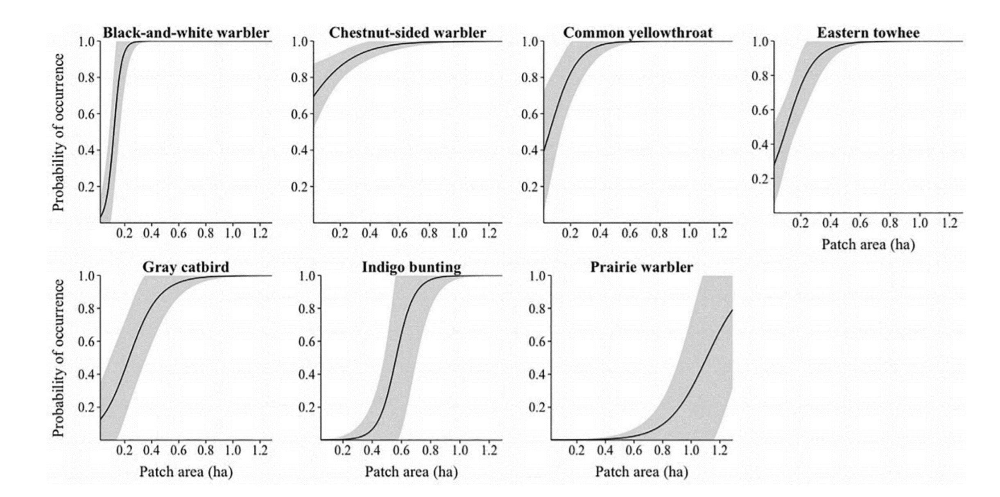 Black-and-white warbler
Chestnut-sided warbler
Common yellowthroat
Eastern towhee
Probability of occurrence
1.0
0.8
0.6
0.4
0.2
0.2 0.4 0.6 0.8 1.0 1.2
1.0
0.8
0.6
0.4
0.2
0.2 0.4 0.6 0.8 1.0 1.2
1.0
0.8
0.6
0.4
0.2
0.2 0.4 0.6 0.8 1.0 1.2
1.0
0.8
0.6
0.4
0.2
0.2 0.4 0.6 0.8 1.0 1.2
Patch area (ha)
Gray catbird
Indigo bunting
Prairie warbler
Probability of occurrence
1.0
0.8
0.6
0.4
0.2
0.2 0.4 0.6 0.8 1.0 1.2
Patch area (ha)
1.0
0.8
0.6
0.4
0.2
0.2 0.4 0.6 0.8 1.0 1.2
Patch area (ha)
1.0
0.8
0.6
0.4
0.2
0.2 0.4 0.6 0.8 1.0 1.2
Patch area (ha)